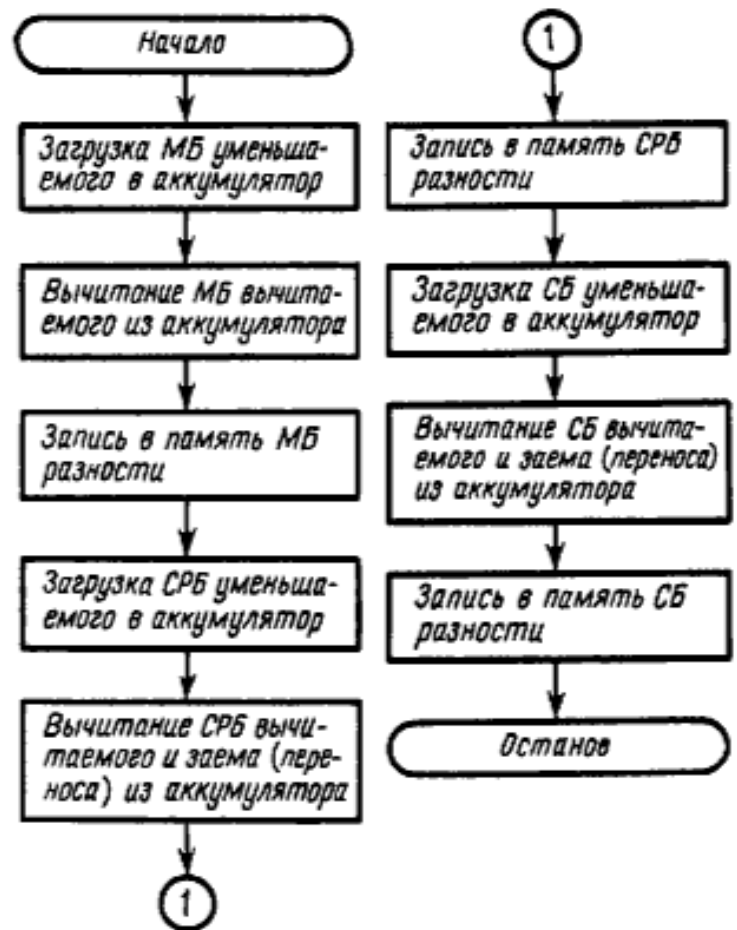 Начало
Загрузка МБ уменьша-
емого в аккумулятор
Вычитание МБ вычита-
емого из аккумулятора
Запись в память МБ
разности
Загрузка СРБ уменьша-
емого в аккумулятор
Вычитание СРБ вычи-
таемого и заема (пере-
носа) из аккумулятора
1
1
Запись в память СРБ
разности
Загрузка СБ уменьша-
емого в аккумулятор
Вычитание СБ вычита-
емого и заема (переноса)
из аккумулятора
Запись в память СБ
разности
Останов